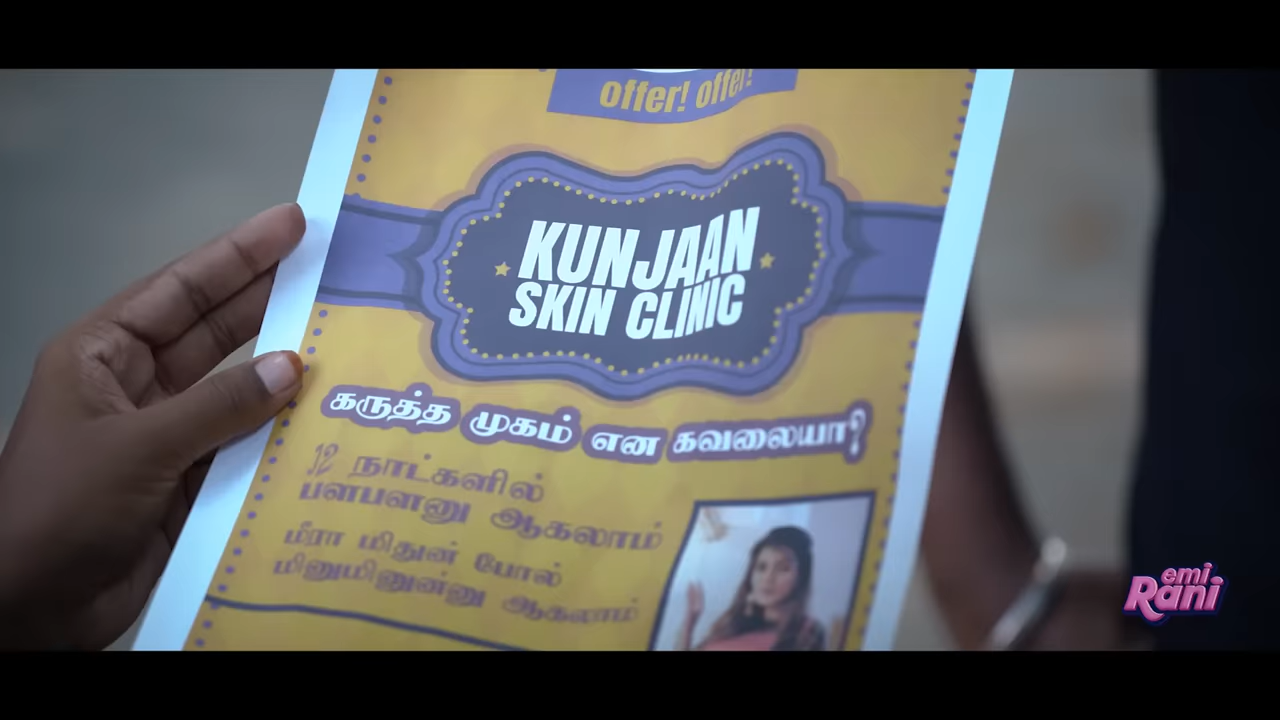 offer! offer!
KUNJAAN
SKIN CLINIC
கருத்த முகம் என கவலையா?
12 நாட்களில்
பளபளனு ஆகலாம்
மீரா மிதுன் போல்
மினுமினுன்னு ஆகலாம்
emi
Rani